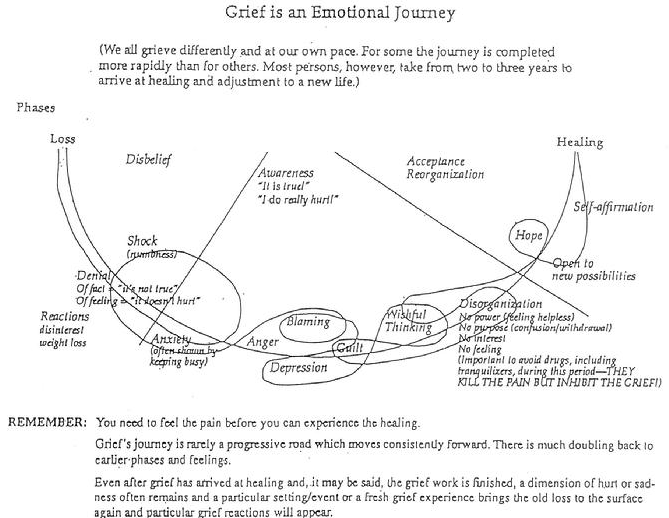 Grief is an Emotional Journey
(We all grieve differently and at our own pace. For some the journey is completed
more rapidly than for others. Most persons, however, take from two to three years to
arrive at healing and adjustment to a new life.)
Phases
Loss
Healing
Disbelief
Awareness
"It is true!"
"I do really hurt!"
Acceptance
Reorganization
Self-affirmation
Hope
Open to
new possibilities
Shock
(numbness)
Denial
Of fact = "it's not true"
Of feeling = "it doesn't hurt"
Reactions
disinterest
weight loss
Anxiety
(often shown by
keeping busy)
Anger
Blaming
Guilt
Depression
Wishful
Thinking
Disorganization
No power (feeling helpless)
No purpose (confusion/withdrawal)
No interest
No feeling
(Important to avoid drugs, including
tranquilizers, during this period—THEY
KILL THE PAIN BUT INHIBIT THE GRIEF!)
REMEMBER: You need to feel the pain before you can experience the healing.
Grief's journey is rarely a progressive road which moves consistently forward. There is much doubling back to
earlier phases and feelings.
Even after grief has arrived at healing and, it may be said, the grief work is finished, a dimension of hurt or sad-
ness often remains and a particular setting/event or a fresh grief experience brings the old loss to the surface
again and particular grief reactions will appear.